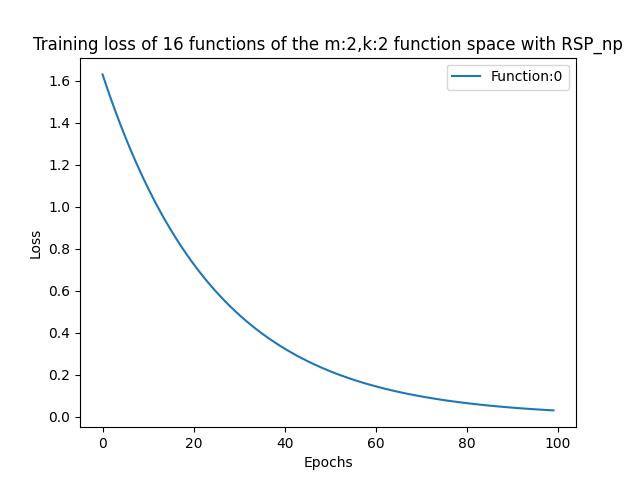 Training loss of 16 functions of the m:2,k:2 function space with RSP_np
Function:0
Loss
1.6
1.4
1.2
1.0
0.8
0.6
0.4
0.2
0.0
0 20 40 60 80 100
Epochs